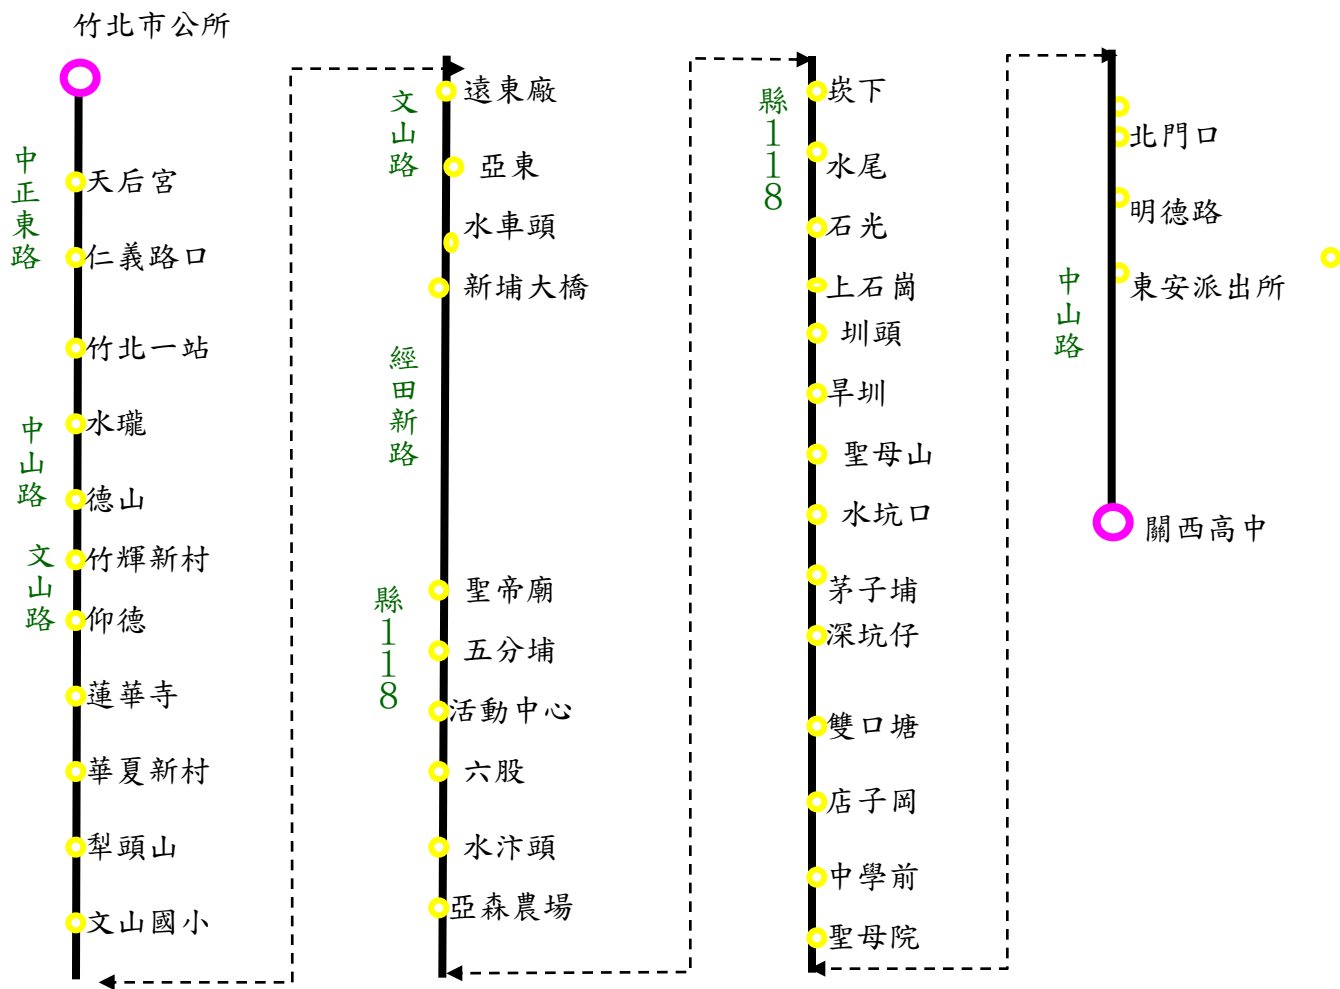 竹北市公所
中正東路
天后宮
仁義路口
竹北一站
中山路
水瓏
德山
文山路
竹輝新村
仰德
蓮華寺
華夏新村
犁頭山
文山國小
文山路
遠東廠
亞東
水車頭
新埔大橋
經田新路
縣118
聖帝廟
五分埔
活動中心
六股
水汴頭
亞森農場
縣118
崁下
水尾
石光
上石崗
圳頭
旱圳
聖母山
水坑口
茅子埔
深坑仔
雙口塘
店子岡
中學前
聖母院
北門口
明德路
東安派出所
中山路
關西高中